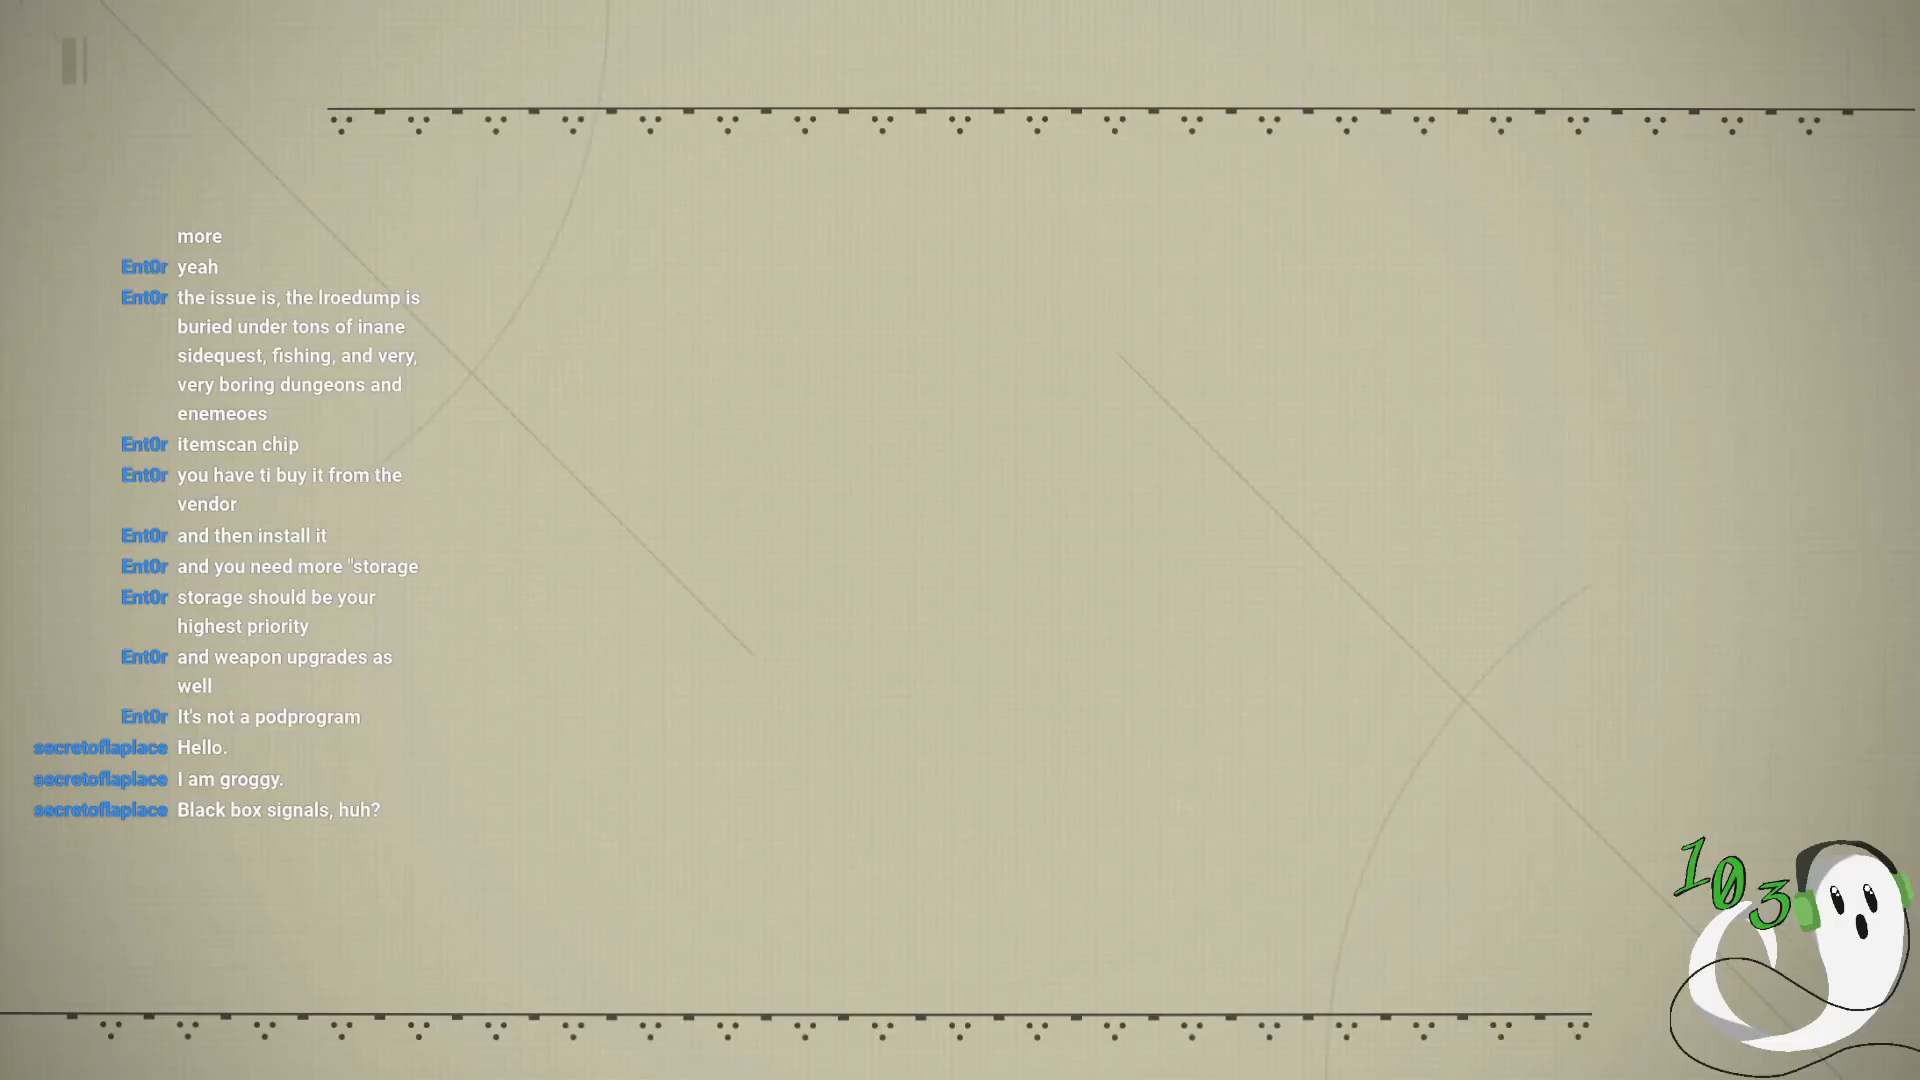 more
Ent0r yeah
Ent0r the issue is, the lroedump is
buried under tons of inane
sidequest, fishing, and very,
very boring dungeons and
enemeoes
Ent0r itemscan chip
Ent0r you have ti buy it from the
vendor
Ent0r and then install it
Ent0r and you need more "storage
Ent0r storage should be your
highest priority
Ent0r and weapon upgrades as
well
Ent0r It's not a podprogram
secretoflaplace Hello.
secretoflaplace I am groggy.
secretoflaplace Black box signals, huh?
103